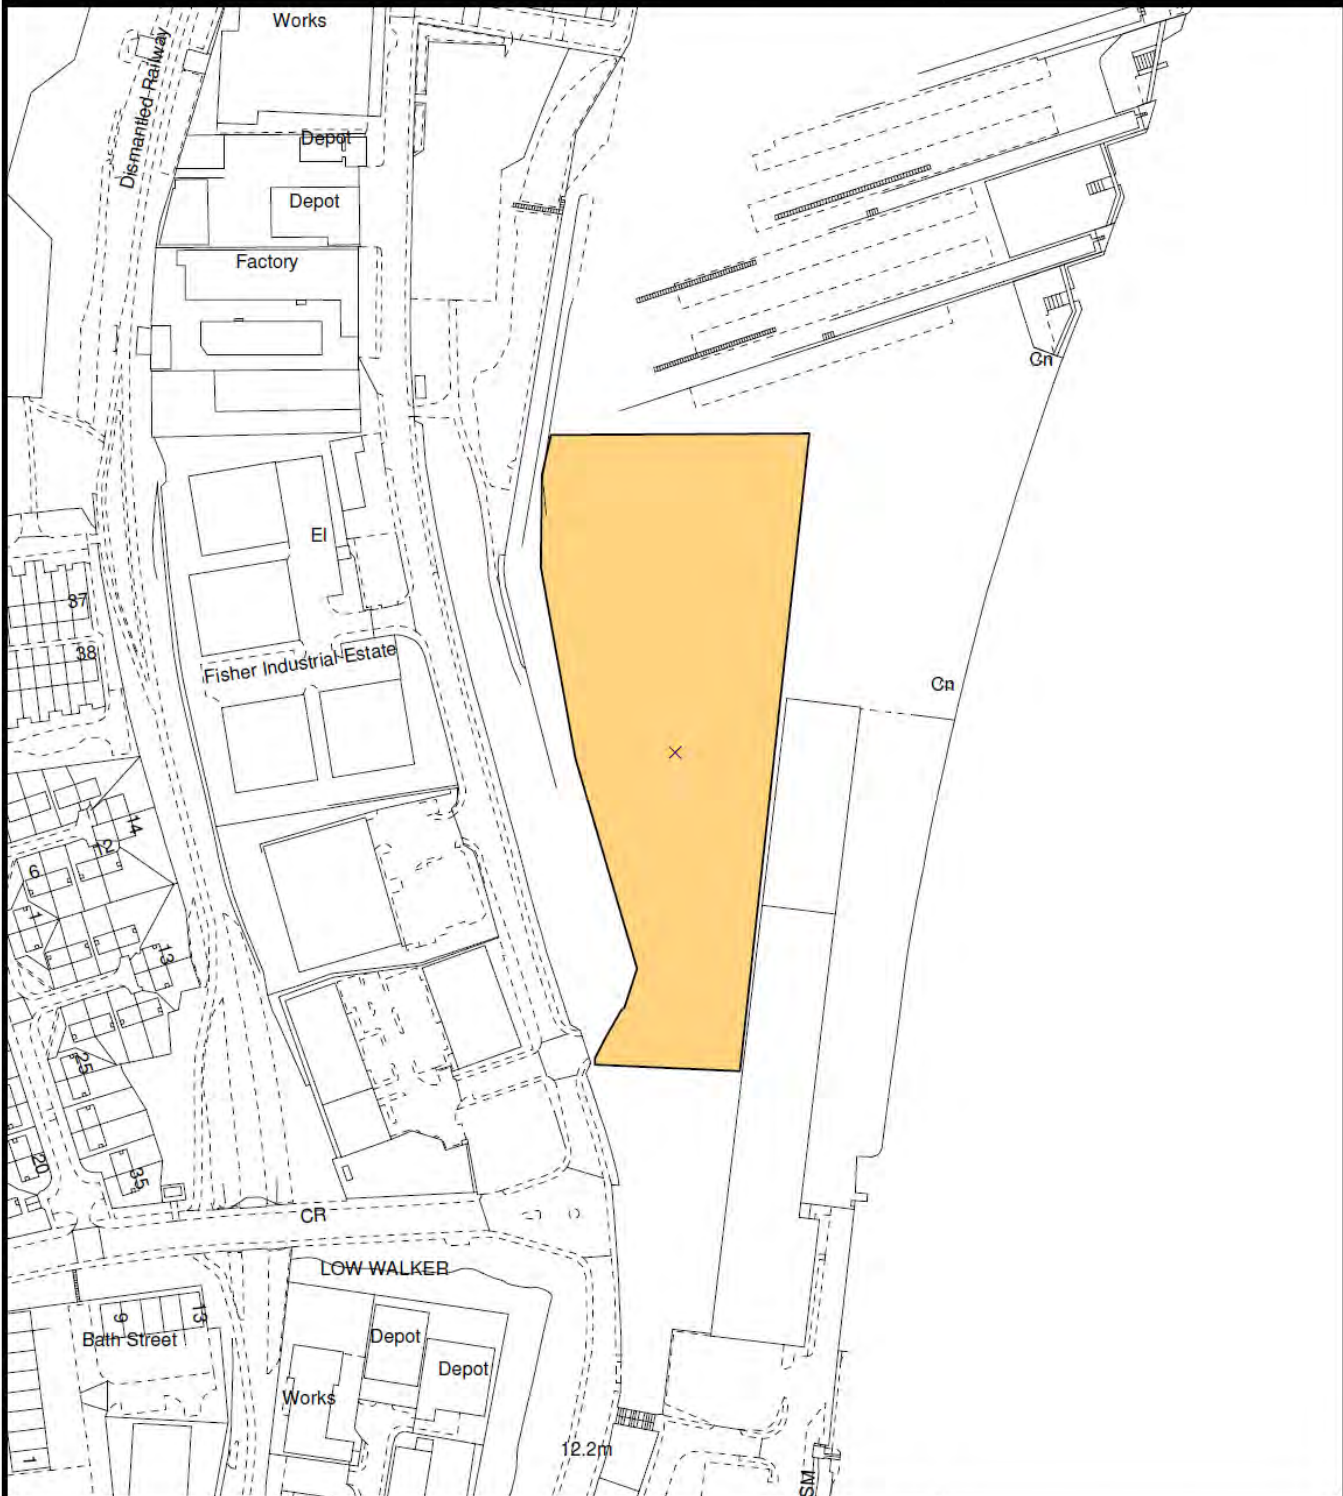 Works
Dismantled Railway
Depot
Depot
Factory
Cn
El
37
38
Fisher Industrial Estate
Cn
14
12
6
1
13
25
20
35
CR
LOW WALKER
9
13
Bath Street
Depot
Depot
Works
12.2m
1
SM